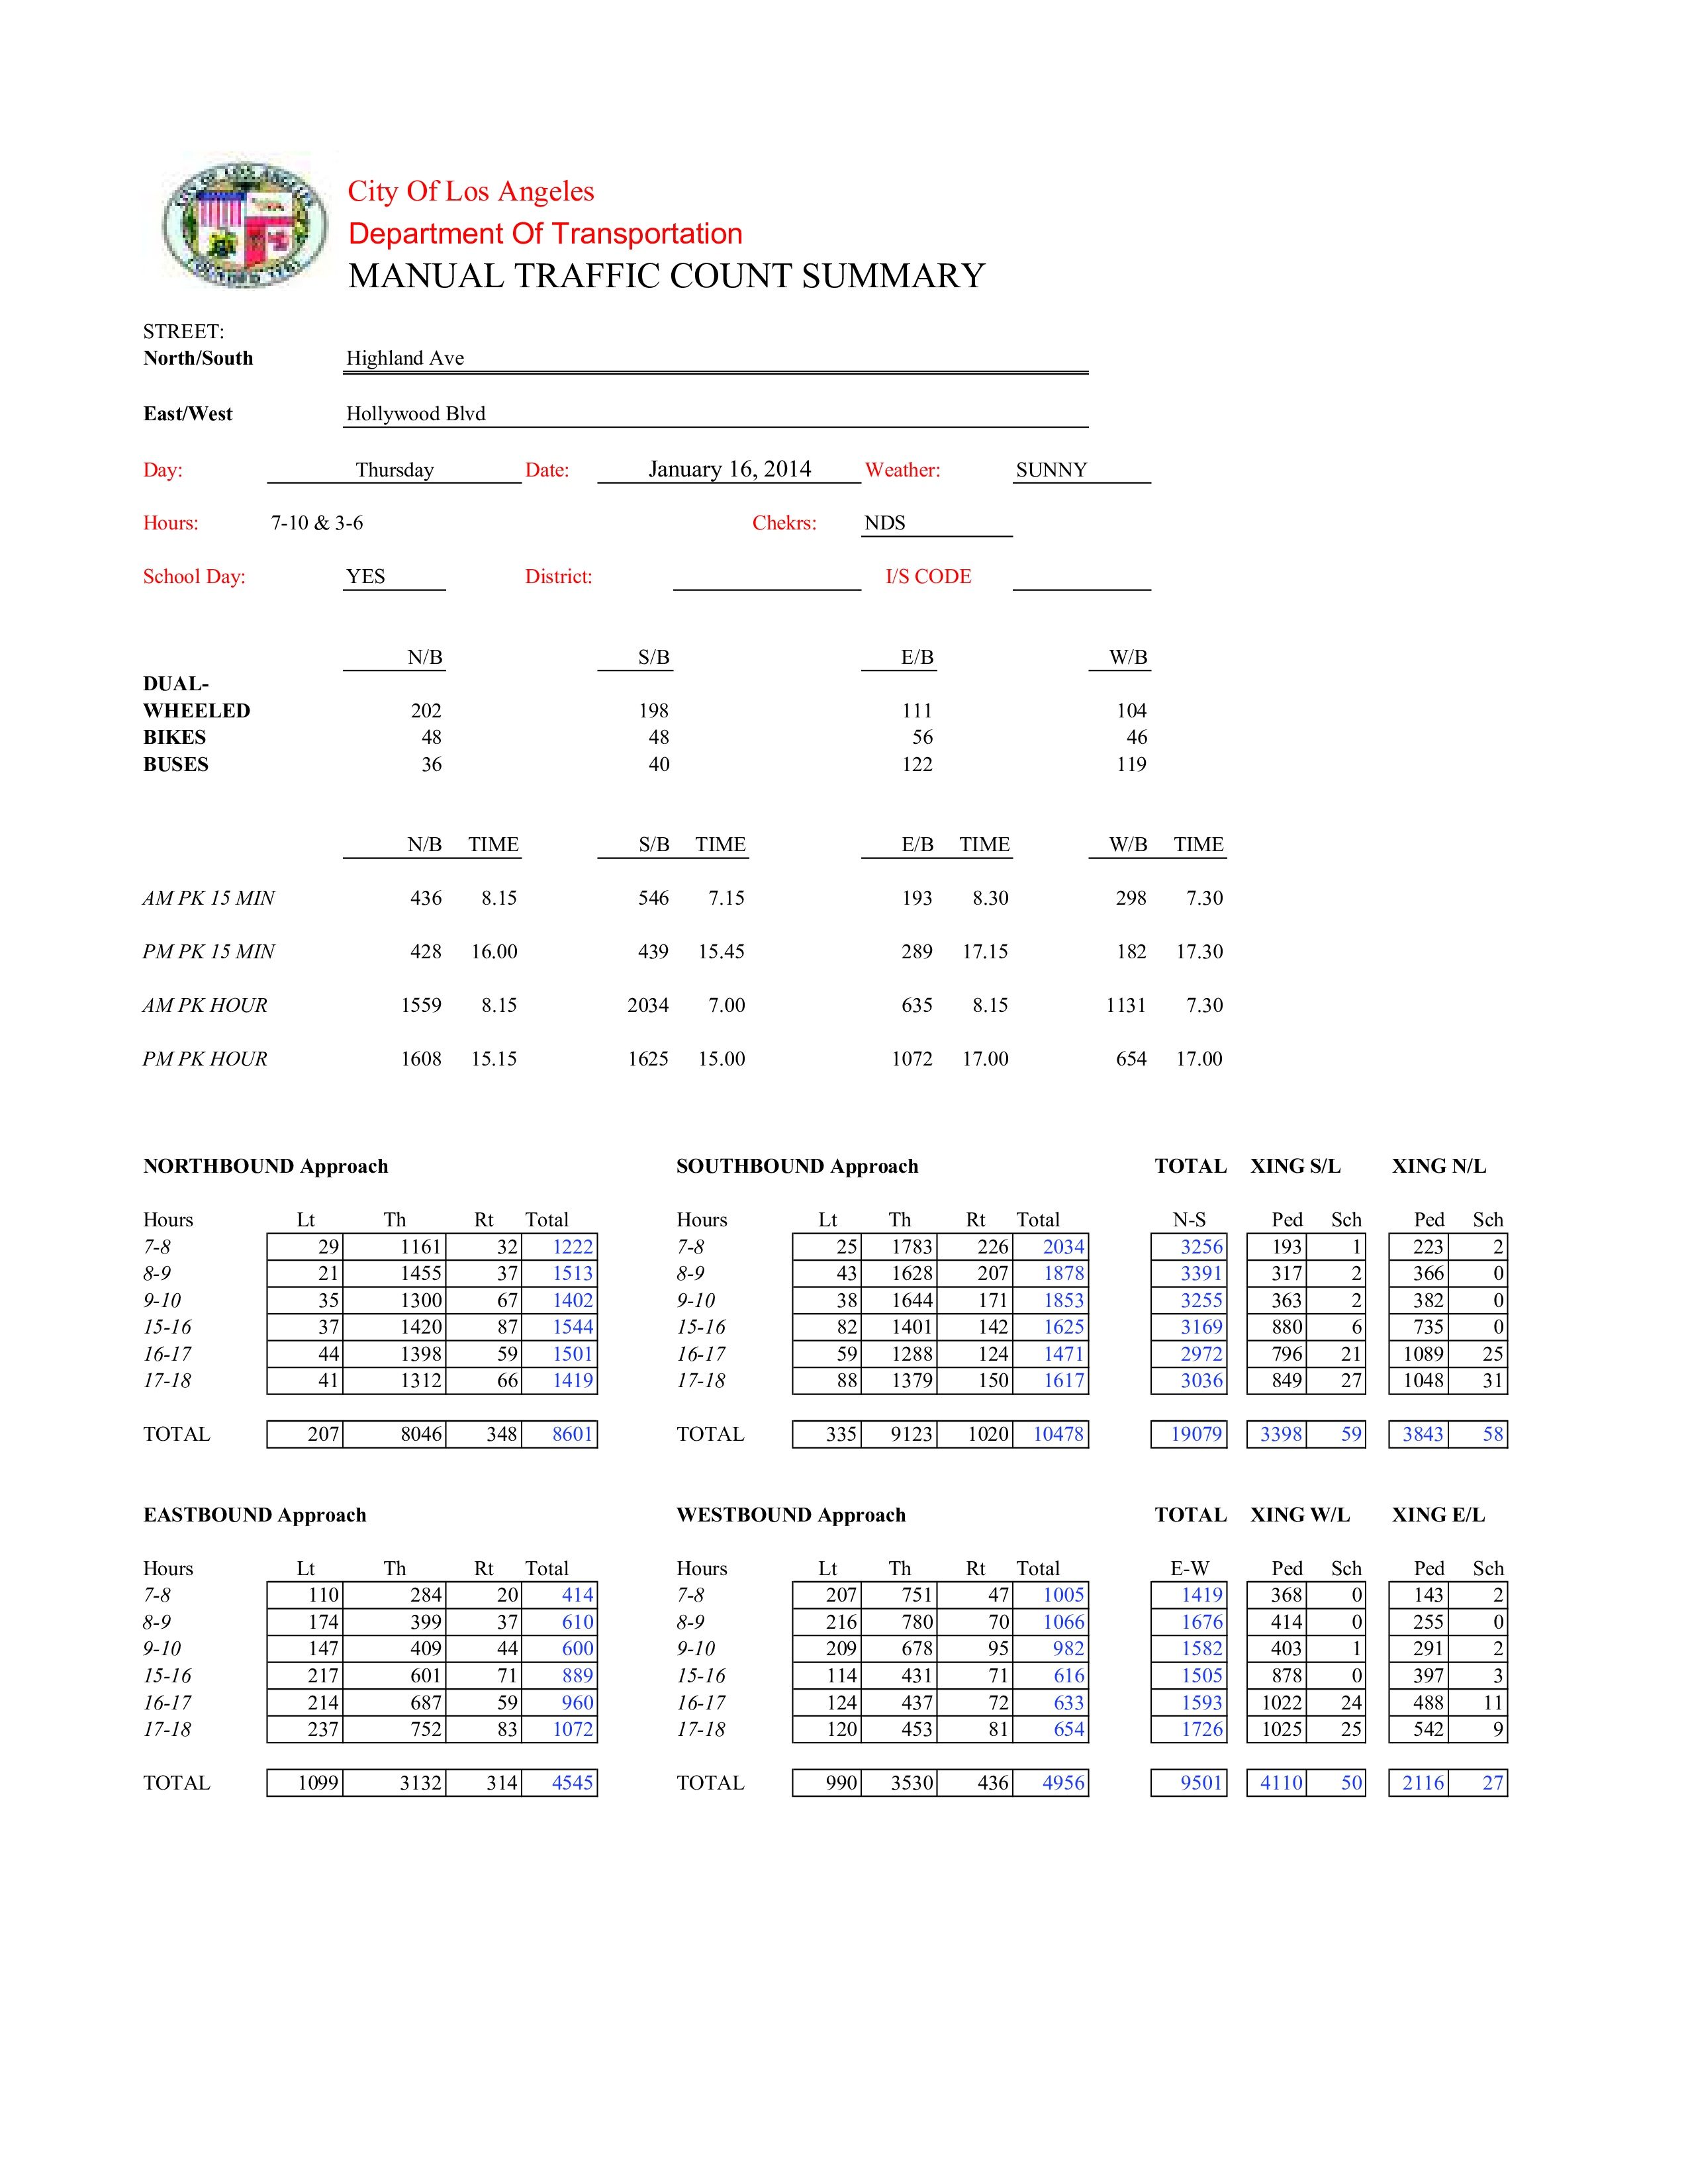 City Of Los Angeles
Department Of Transportation
MANUAL TRAFFIC COUNT SUMMARY
STREET:
North/South Highland Ave
East/West Hollywood Blvd
Day: Thursday Date: January 16, 2014 Weather: SUNNY
Hours: 7-10 & 3-6 Chekrs: NDS
School Day: YES District: I/S CODE
N/B S/B E/B W/B
DUAL-
WHEELED 202 198 111 104
BIKES 48 48 56 46
BUSES 36 40 122 119
N/B TIME S/B TIME E/B TIME W/B TIME
AM PK 15 MIN 436 8.15 546 7.15 193 8.30 298 7.30
PM PK 15 MIN 428 16.00 439 15.45 289 17.15 182 17.30
AM PK HOUR 1559 8.15 2034 7.00 635 8.15 1131 7.30
PM PK HOUR 1608 15.15 1625 15.00 1072 17.00 654 17.00
NORTHBOUND Approach SOUTHBOUND Approach TOTAL XING S/L XING N/L
Hours Lt Th Rt Total Hours Lt Th Rt Total N-S Ped Sch Ped Sch
7-8 29 1161 32 1222 7-8 25 1783 226 2034 3256 193 1 223 2
8-9 21 1455 37 1513 8-9 43 1628 207 1878 3391 317 2 366 0
9-10 35 1300 67 1402 9-10 38 1644 171 1853 3255 363 2 382 0
15-16 37 1420 87 1544 15-16 82 1401 142 1625 3169 880 6 735 0
16-17 44 1398 59 1501 16-17 59 1288 124 1471 2972 796 21 1089 25
17-18 41 1312 66 1419 17-18 88 1379 150 1617 3036 849 27 1048 31
TOTAL 207 8046 348 8601 TOTAL 335 9123 1020 10478 19079 3398 59 3843 58
EASTBOUND Approach WESTBOUND Approach TOTAL XING W/L XING E/L
Hours Lt Th Rt Total Hours Lt Th Rt Total E-W Ped Sch Ped Sch
7-8 110 284 20 414 7-8 207 751 47 1005 1419 368 0 143 2
8-9 174 399 37 610 8-9 216 780 70 1066 1676 414 0 255 0
9-10 147 409 44 600 9-10 209 678 95 982 1582 403 1 291 2
15-16 217 601 71 889 15-16 114 431 71 616 1505 878 0 397 3
16-17 214 687 59 960 16-17 124 437 72 633 1593 1022 24 488 11
17-18 237 752 83 1072 17-18 120 453 81 654 1726 1025 25 542 9
TOTAL 1099 3132 314 4545 TOTAL 990 3530 436 4956 9501 4110 50 2116 27